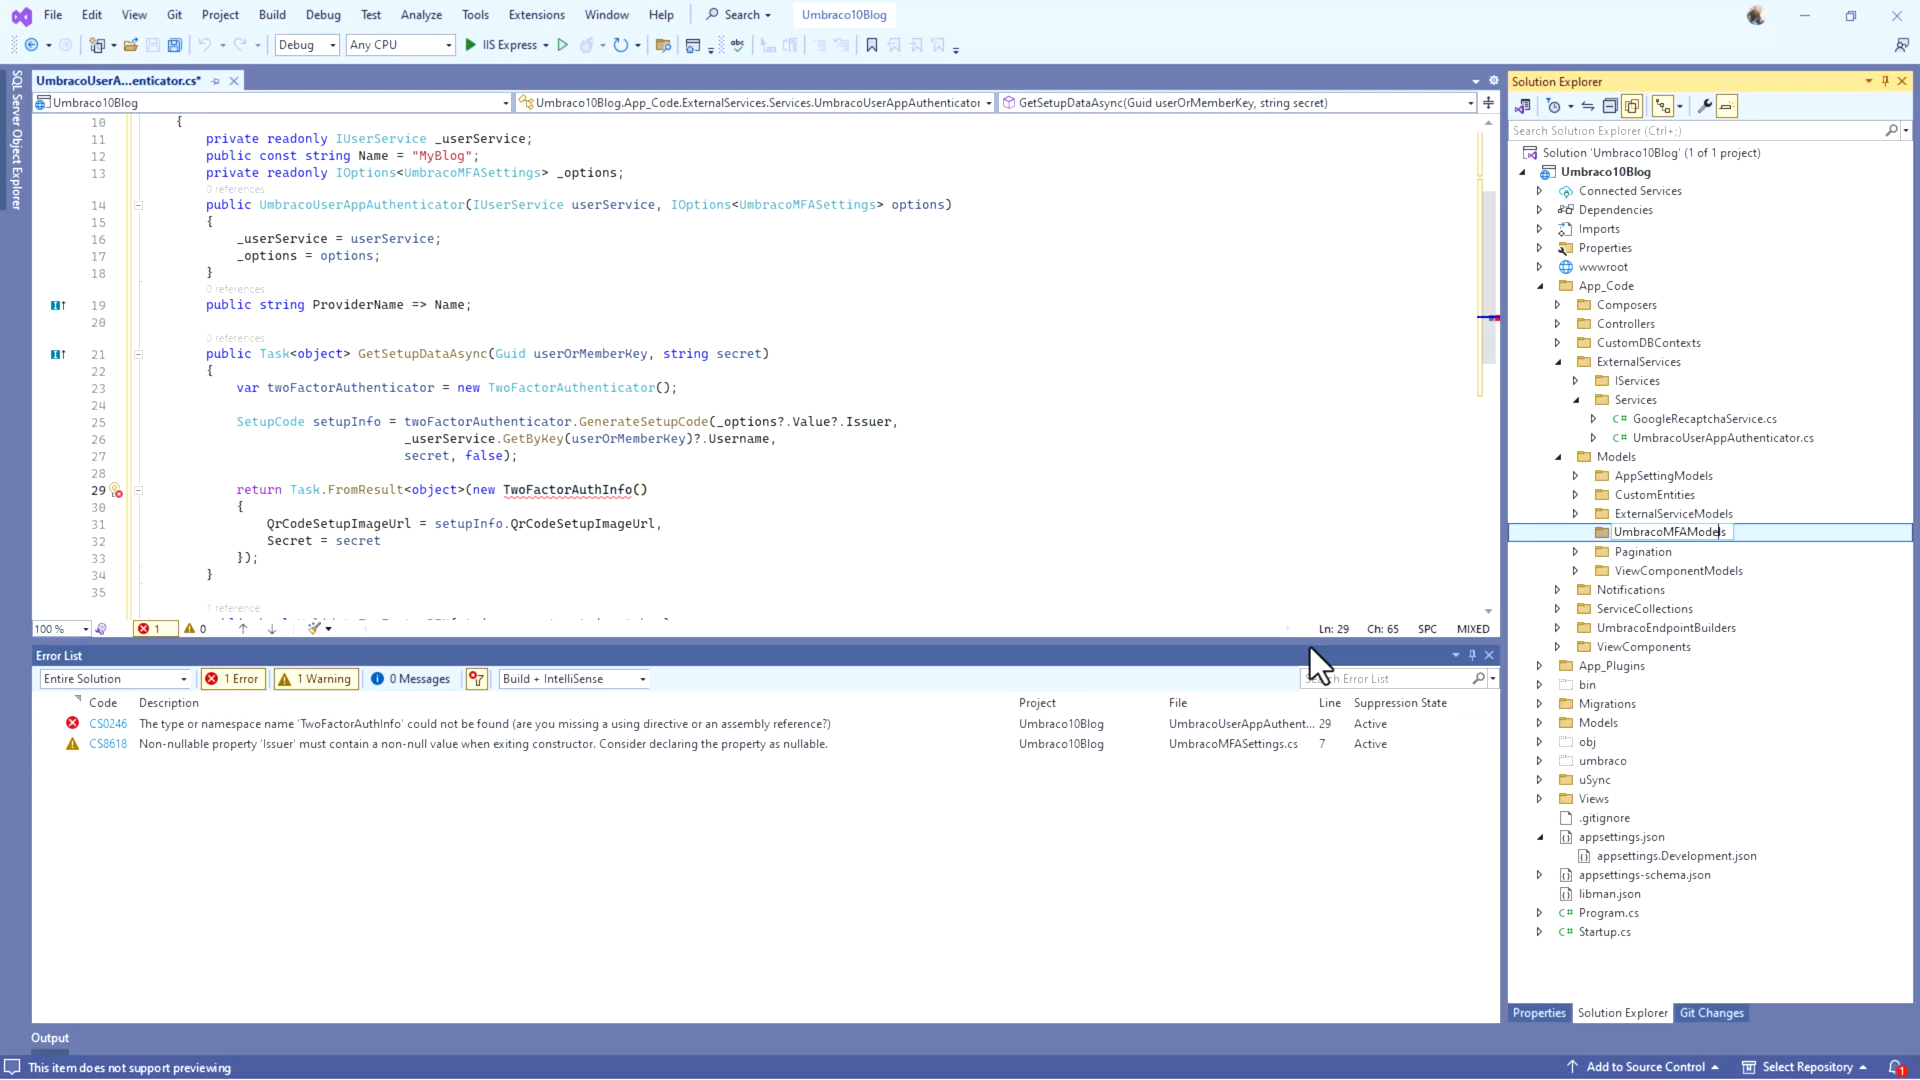 File Edit View Git Project Build Debug Test Analyze Tools Extensions Window Help Search Umbraco10Blog
Debug Any CPU IIS Express
SQL Server Object Explorer
UmbracoUserA...enticator.cs*
Umbraco10Blog Umbraco10Blog.App_Code.ExternalServices.Services.UmbracoUserAppAuthenticator GetSetupDataAsync(Guid userOrMemberKey, string secret)
10 {
11 private readonly IUserService _userService;
12 public const string Name = "MyBlog";
13 private readonly IOptions<UmbracoMFASettings> _options;
0 references
14 public UmbracoUserAppAuthenticator(IUserService userService, IOptions<UmbracoMFASettings> options)
15 {
16 _userService = userService;
17 _options = options;
18 }
0 references
19 public string ProviderName => Name;
20
0 references
21 public Task<object> GetSetupDataAsync(Guid userOrMemberKey, string secret)
22 {
23 var twoFactorAuthenticator = new TwoFactorAuthenticator();
24
25 SetupCode setupInfo = twoFactorAuthenticator.GenerateSetupCode(_options?.Value?.Issuer,
26 _userService.GetByKey(userOrMemberKey)?.Username,
27 secret, false);
28
29 return Task.FromResult<object>(new TwoFactorAuthInfo()
30 {
31 QrCodeSetupImageUrl = setupInfo.QrCodeSetupImageUrl,
32 Secret = secret
33 });
34 }
35
1 reference
100 % 1 0 Ln: 29 Ch: 65 SPC MIXED
Error List
Entire Solution 1 Error 1 Warning 0 Messages Build + IntelliSense Error List
Code Description Project File Line Suppression State
CS0246 The type or namespace name 'TwoFactorAuthInfo' could not be found (are you missing a using directive or an assembly reference?) Umbraco10Blog UmbracoUserAppAuthent... 29 Active
CS8618 Non-nullable property 'Issuer' must contain a non-null value when exiting constructor. Consider declaring the property as nullable. Umbraco10Blog UmbracoMFASettings.cs 7 Active
Output
This item does not support previewing Add to Source Control Select Repository 1
Solution Explorer
Search Solution Explorer (Ctrl+;)
Solution 'Umbraco10Blog' (1 of 1 project)
Umbraco10Blog
Connected Services
Dependencies
Imports
Properties
wwwroot
App_Code
Composers
Controllers
CustomDBContexts
ExternalServices
IServices
Services
C# GoogleRecaptchaService.cs
C# UmbracoUserAppAuthenticator.cs
Models
AppSettingModels
CustomEntities
ExternalServiceModels
UmbracoMFAModels
Pagination
ViewComponentModels
Notifications
ServiceCollections
UmbracoEndpointBuilders
ViewComponents
App_Plugins
bin
Migrations
Models
obj
umbraco
uSync
Views
.gitignore
appsettings.json
appsettings.Development.json
appsettings-schema.json
libman.json
C# Program.cs
C# Startup.cs
Properties Solution Explorer Git Changes